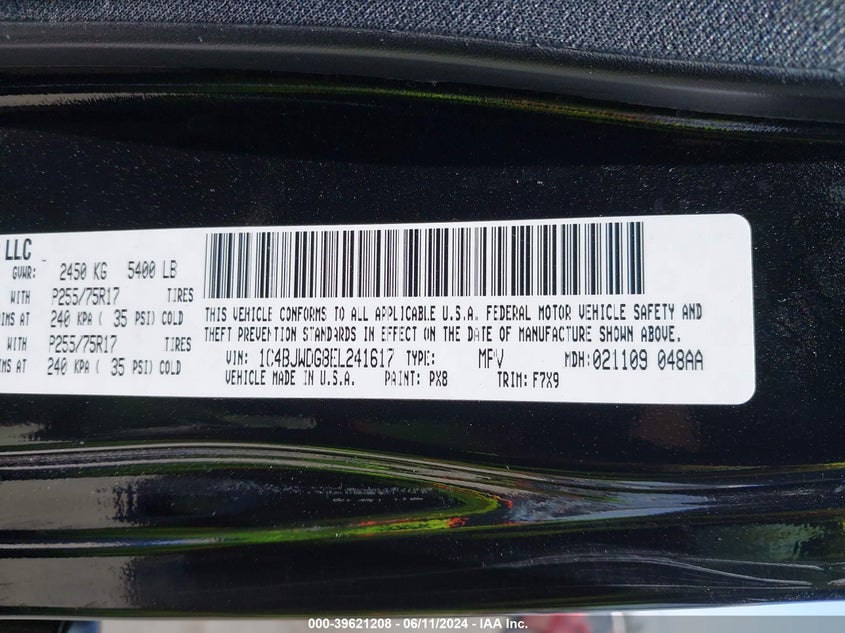 LLC
GVWR: 2450 KG 5400 LB
WITH P255/75R17 TIRES
RIMS AT 240 KPA ( 35 PSI) COLD
WITH P255/75R17 TIRES
IMS AT 240 KPA ( 35 PSI) COLD
THIS VEHICLE CONFORMS TO ALL APPLICABLE U.S.A. FEDERAL MOTOR VEHICLE SAFETY AND
THEFT PREVENTION STANDARDS IN EFFECT ON THE DATE OF MANUFACTURE SHOWN ABOVE.
VIN: 1C4BJWDG8EL241617 TYPE: MPV MDH:021109 048AA
VEHICLE MADE IN U.S.A. PAINT: PX8 TRIM: F7X9
000-39621208 - 06/11/2024 - IAA Inc.